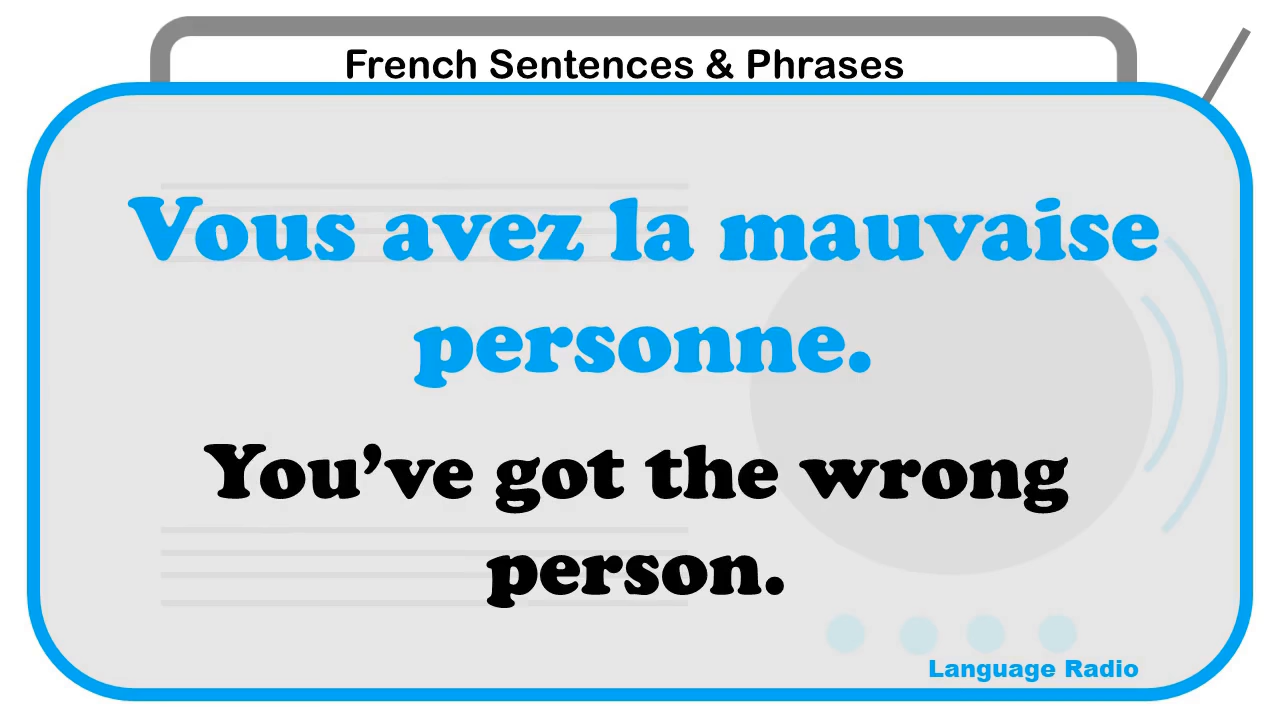 French Sentences & Phrases
Vous avez la mauvaise
personne.
You’ve got the wrong
person.
Language Radio